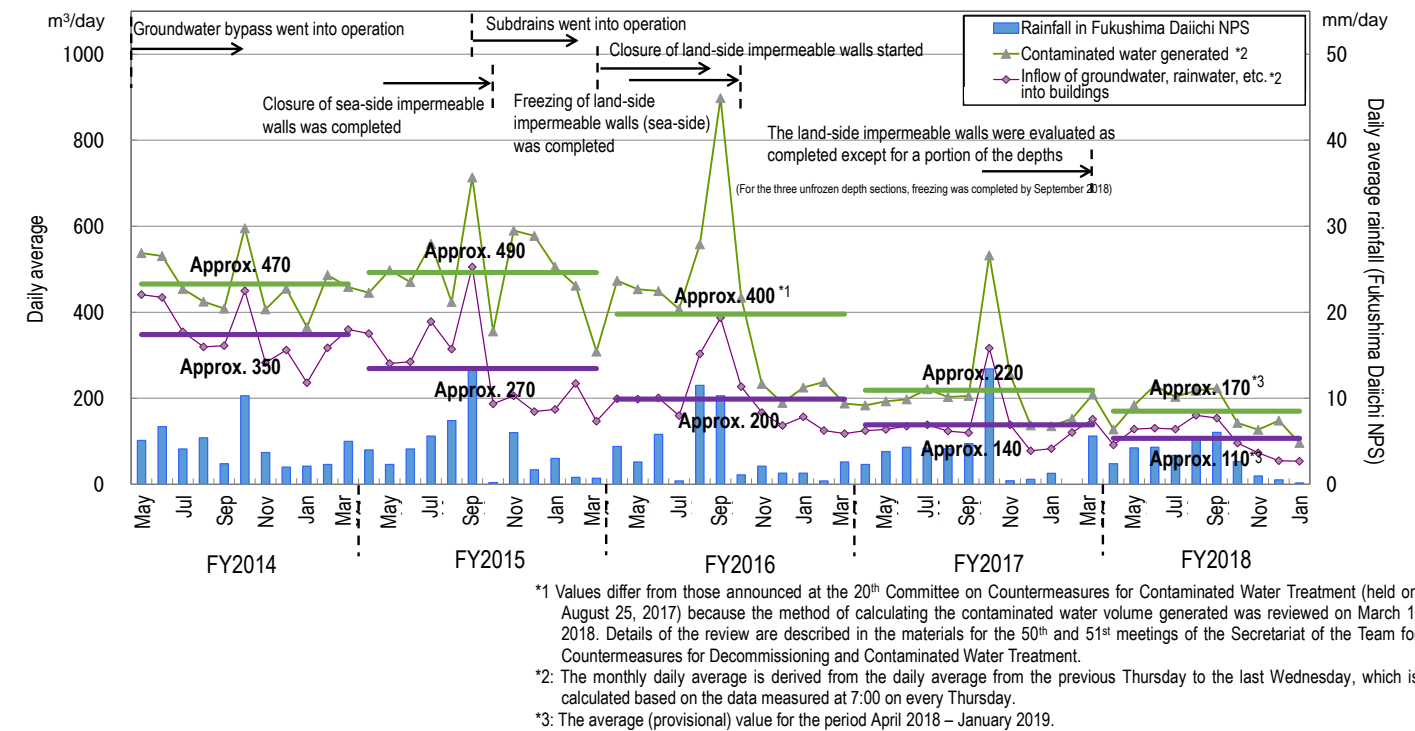 m³/day
mm/day
Groundwater bypass went into operation
Subdrains went into operation
Closure of land-side impermeable walls started
Closure of sea-side impermeable
walls was completed
Freezing of land-side
impermeable walls (sea-side)
was completed
The land-side impermeable walls were evaluated as
completed except for a portion of the depths
(For the three unfrozen depth sections, freezing was completed by September 2018)
Rainfall in Fukushima Daiichi NPS
Contaminated water generated *2
Inflow of groundwater, rainwater, etc. *2
into buildings
Daily average
1000
800
600
400
200
0
Daily average rainfall (Fukushima Daiichi NPS)
50
40
30
20
10
0
Approx. 470
Approx. 350
Approx. 490
Approx. 270
Approx. 400 *1
Approx. 200
Approx. 220
Approx. 140
Approx. 170 *3
Approx. 110 *3
May Jul Sep Nov Jan Mar May Jul Sep Nov Jan Mar May Jul Sep Nov Jan Mar May Jul Sep Nov Jan Mar May Jul Sep Nov Jan
FY2014 FY2015 FY2016 FY2017 FY2018
*1 Values differ from those announced at the 20th Committee on Countermeasures for Contaminated Water Treatment (held on
August 25, 2017) because the method of calculating the contaminated water volume generated was reviewed on March 1
2018. Details of the review are described in the materials for the 50th and 51st meetings of the Secretariat of the Team for
Countermeasures for Decommissioning and Contaminated Water Treatment.
*2: The monthly daily average is derived from the daily average from the previous Thursday to the last Wednesday, which is
calculated based on the data measured at 7:00 on every Thursday.
*3: The average (provisional) value for the period April 2018 – January 2019.